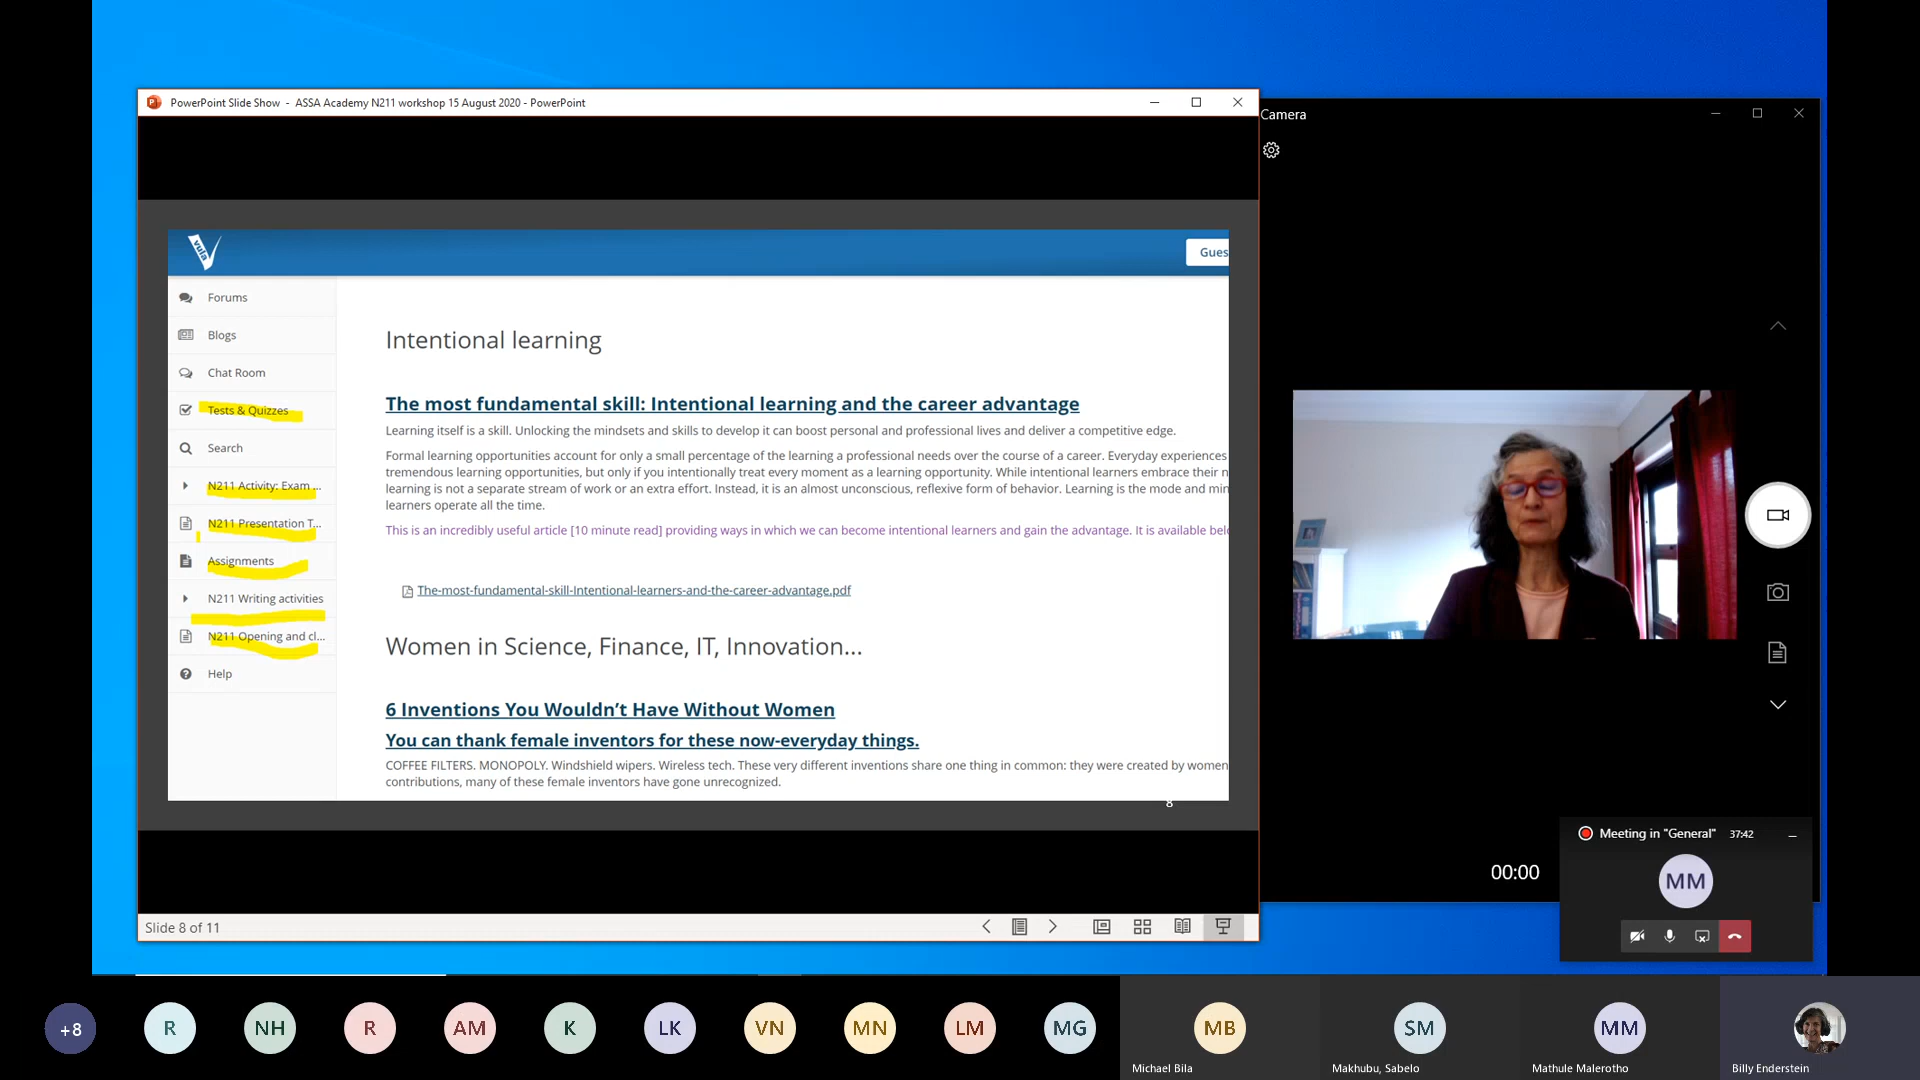 PowerPoint Slide Show - ASSA Academy N211 workshop 15 August 2020 - PowerPoint
Camera
vula
Gues
Forums
Blogs
Chat Room
Tests & Quizzes
Search
N211 Activity: Exam ...
N211 Presentation T...
Assignments
N211 Writing activities
N211 Opening and cl...
Help
Intentional learning
The most fundamental skill: Intentional learning and the career advantage
Learning itself is a skill. Unlocking the mindsets and skills to develop it can boost personal and professional lives and deliver a competitive edge.
Formal learning opportunities account for only a small percentage of the learning a professional needs over the course of a career. Everyday experiences
tremendous learning opportunities, but only if you intentionally treat every moment as a learning opportunity. While intentional learners embrace their n
learning is not a separate stream of work or an extra effort. Instead, it is an almost unconscious, reflexive form of behavior. Learning is the mode and min
learners operate all the time.
This is an incredibly useful article [10 minute read] providing ways in which we can become intentional learners and gain the advantage. It is available bel
The-most-fundamental-skill-Intentional-learners-and-the-career-advantage.pdf
Women in Science, Finance, IT, Innovation...
6 Inventions You Wouldn’t Have Without Women
You can thank female inventors for these now-everyday things.
COFFEE FILTERS. MONOPOLY. Windshield wipers. Wireless tech. These very different inventions share one thing in common: they were created by women
contributions, many of these female inventors have gone unrecognized.
8
Slide 8 of 11
00:00
Meeting in "General" 37:42
MM
+8
R
NH
R
AM
K
LK
VN
MN
LM
MG
MB
SM
MM
Michael Bila
Makhubu, Sabelo
Mathule Malerotho
Billy Enderstein